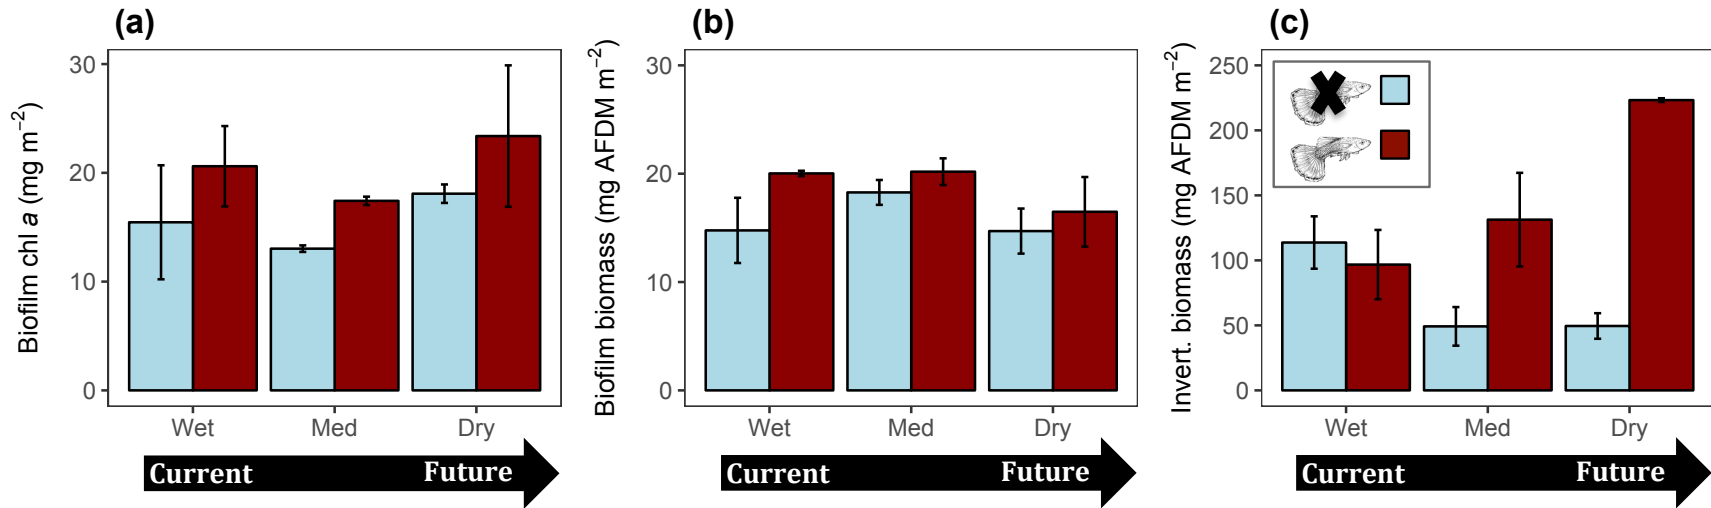 (a)
Biofilm chl a (mg m−2)
30
20
10
0
Wet Med Dry
Current Future
(b)
Biofilm biomass (mg AFDM m−2)
30
20
10
0
Wet Med Dry
Current Future
(c)
Invert. biomass (mg AFDM m−2)
250
200
150
100
50
0
Wet Med Dry
Current Future